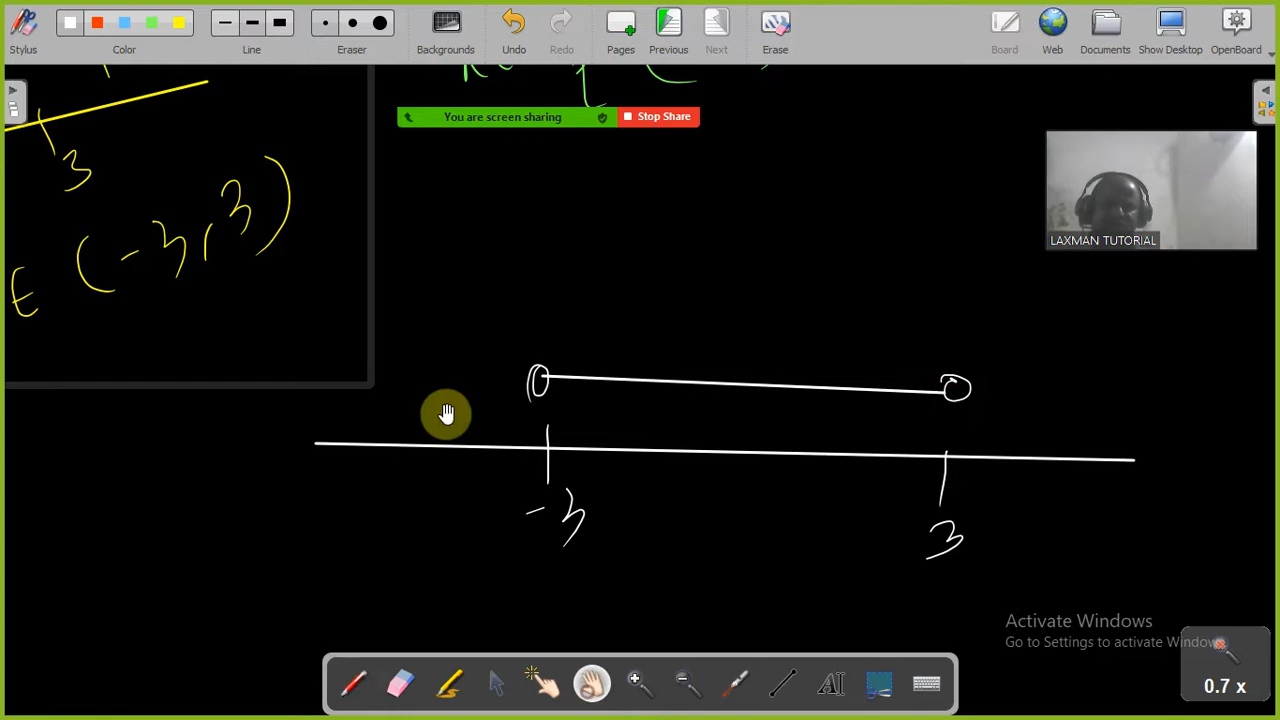 Stylus
Color
Line
Eraser
Backgrounds
Undo
Redo
Pages
Previous
Next
Erase
Board
Web
Documents
Show Desktop
OpenBoard
You are screen sharing
Stop Share
3
E (-3, 3)
LAXMAN TUTORIAL
-3
3
Activate Windows
Go to Settings to activate Windows
0.7 x